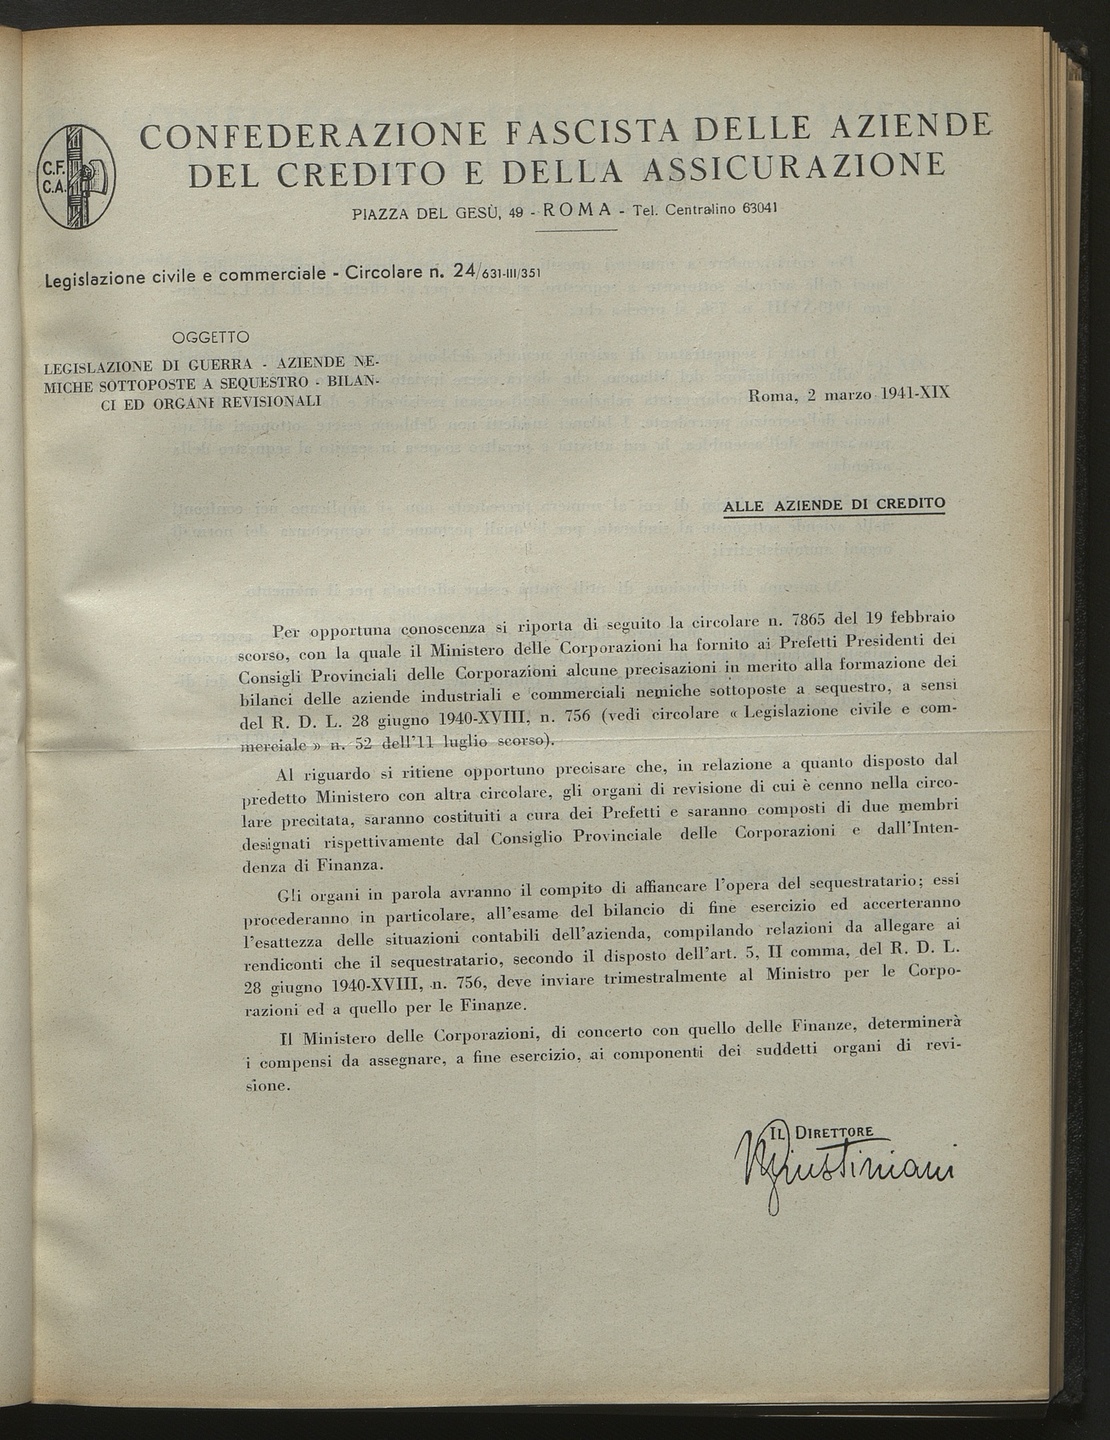 C.F.
C.A.
CONFEDERAZIONE FASCISTA DELLE AZIENDE
DEL CREDITO E DELLA ASSICURAZIONE
PIAZZA DEL GESÙ, 49 - ROMA - Tel. Centralino 63041
Legislazione civile e commerciale - Circolare n. 24/631-III/351
OGGETTO
LEGISLAZIONE DI GUERRA - AZIENDE NE-
MICHE SOTTOPOSTE A SEQUESTRO - BILAN-
CI ED ORGANI REVISIONALI
Roma, 2 marzo 1941-XIX
ALLE AZIENDE DI CREDITO
Per opportuna conoscenza si riporta di seguito la circolare n. 7865 del 19 febbraio
scorso, con la quale il Ministero delle Corporazioni ha fornito ai Prefetti Presidenti dei
Consigli Provinciali delle Corporazioni alcune precisazioni in merito alla formazione dei
bilanci delle aziende industriali e commerciali nemiche sottoposte a sequestro, a sensi
del R. D. L. 28 giugno 1940-XVIII, n. 756 (vedi circolare « Legislazione civile e com-
merciale » n. 52 dell'11 luglio scorso).
Al riguardo si ritiene opportuno precisare che, in relazione a quanto disposto dal
predetto Ministero con altra circolare, gli organi di revisione di cui è cenno nella circo-
lare precitata, saranno costituiti a cura dei Prefetti e saranno composti di due membri
designati rispettivamente dal Consiglio Provinciale delle Corporazioni e dall'Inten-
denza di Finanza.
Gli organi in parola avranno il compito di affiancare l'opera del sequestratario; essi
procederanno in particolare, all'esame del bilancio di fine esercizio ed accerteranno
l'esattezza delle situazioni contabili dell'azienda, compilando relazioni da allegare ai
rendiconti che il sequestratario, secondo il disposto dell'art. 5, II comma, del R. D. L.
28 giugno 1940-XVIII, n. 756, deve inviare trimestralmente al Ministro per le Corpo-
razioni ed a quello per le Finanze.
Il Ministero delle Corporazioni, di concerto con quello delle Finanze, determinerà
i compensi da assegnare, a fine esercizio, ai componenti dei suddetti organi di revi-
sione.
IL DIRETTORE
Giustiniani